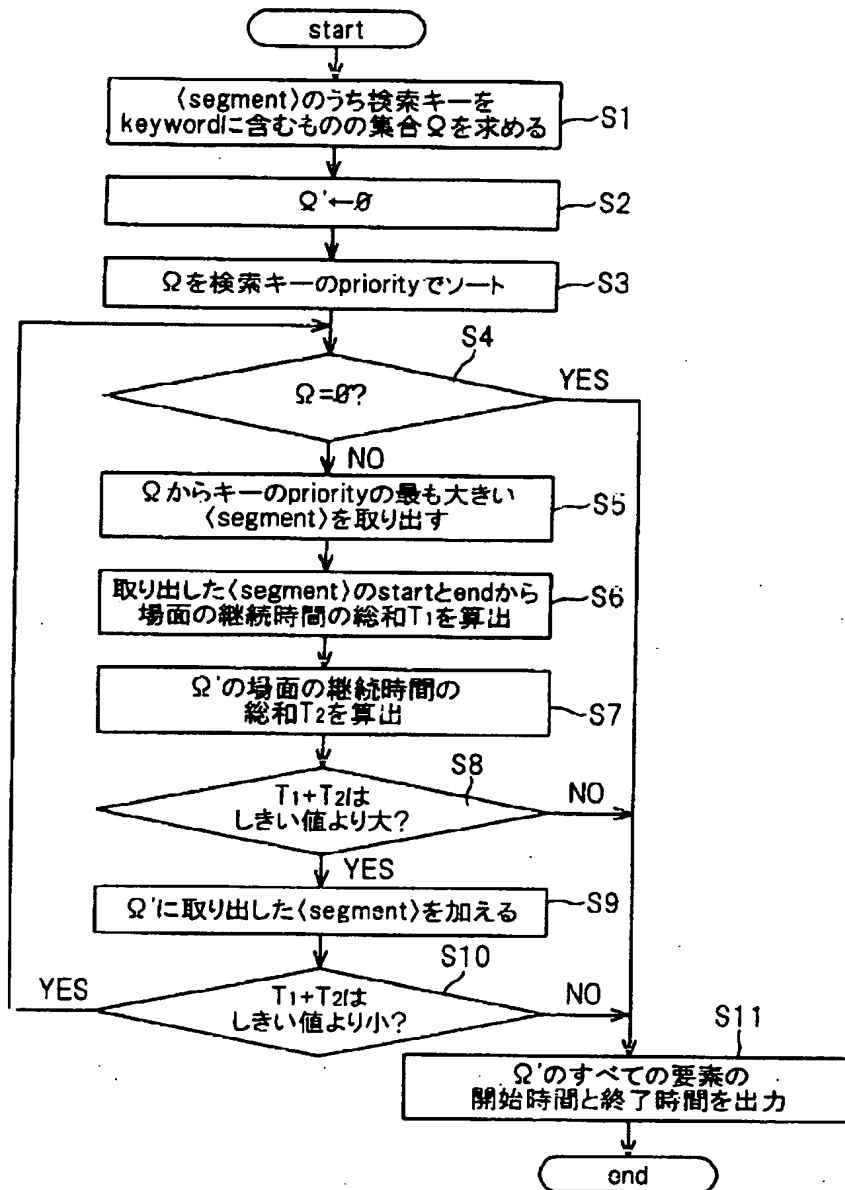 start
〈segment〉のうち検索キーを
keywordに含むものの集合Ωを求める
S1
Ω'←∅
S2
Ωを検索キーのpriorityでソート
S3
S4
Ω=∅?
YES
NO
Ωからキーのpriorityの最も大きい
〈segment〉を取り出す
S5
取り出した〈segment〉のstartとendから
場面の継続時間の総和T1を算出
S6
Ω'の場面の継続時間の
総和T2を算出
S7
S8
T1+T2は
しきい値より大?
NO
YES
Ω'に取り出した〈segment〉を加える
S9
S10
YES
T1+T2は
しきい値より小?
NO
S11
Ω'のすべての要素の
開始時間と終了時間を出力
end